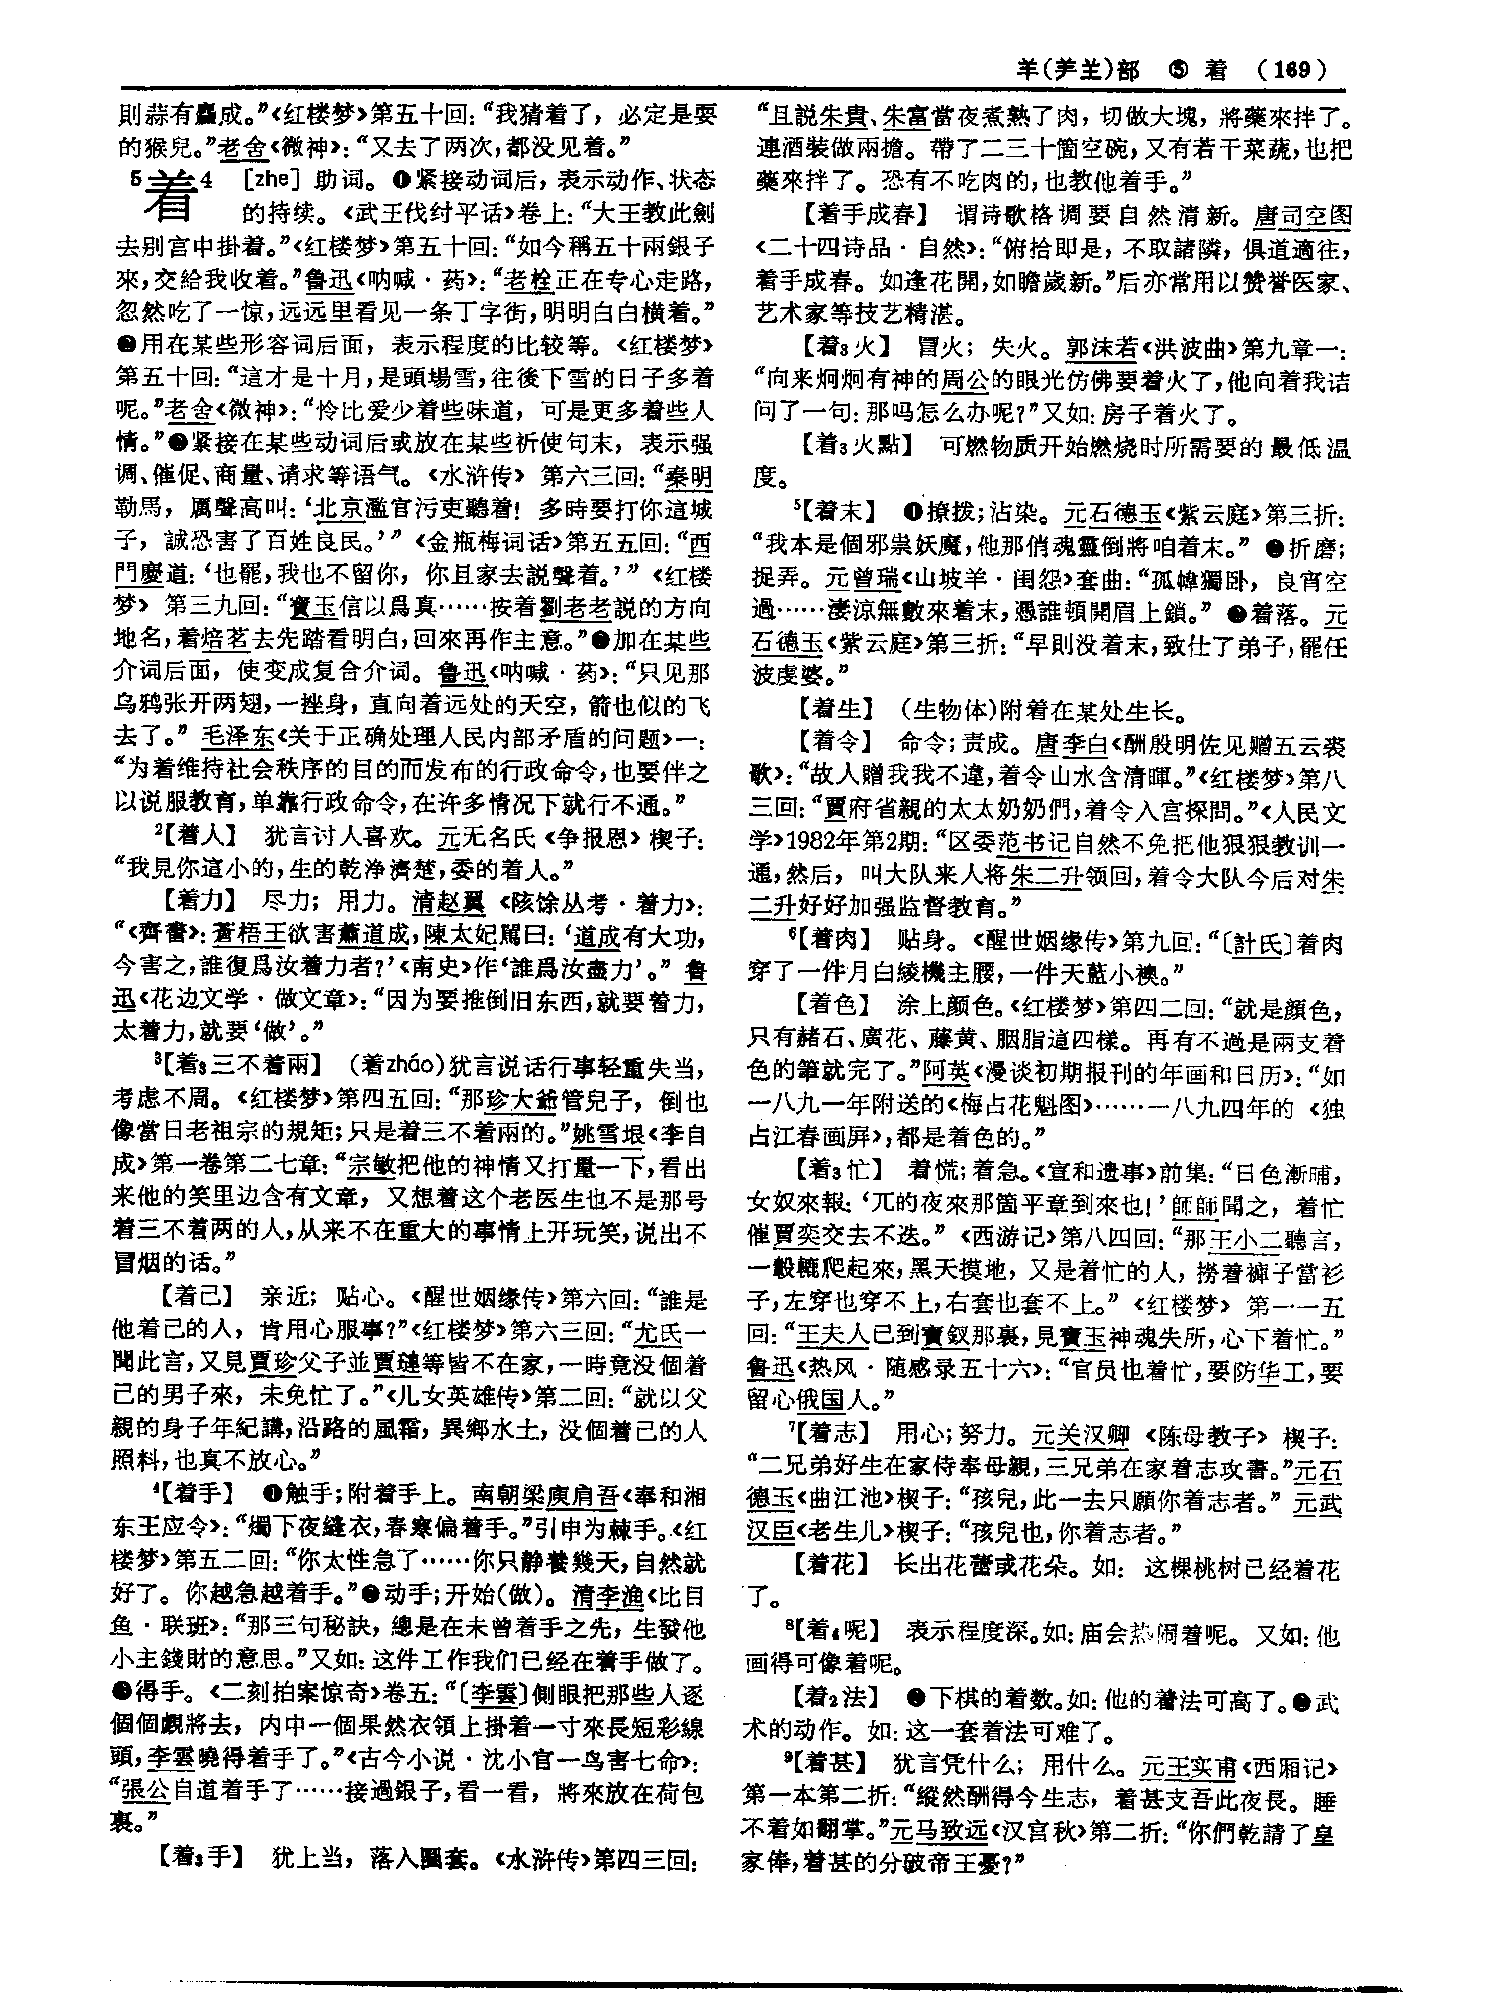 羊(⺶⺷)部 ⑤ 着 (169)
則蒜有麤成。”《红楼梦》第五十回：“我猜着了，必定是耍
的猴兒。”老舍《微神》：“又去了两次，都没见着。”
5着4 [zhe] 助词。❶紧接动词后，表示动作、状态
的持续。《武王伐纣平话》卷上：“大王教此劍
去别宫中掛着。”《红楼梦》第五十回：“如今稱五十兩銀子
來，交給我收着。”鲁迅《呐喊·药》：“老栓正在专心走路，
忽然吃了一惊，远远里看见一条丁字街，明明白白横着。”
❷用在某些形容词后面，表示程度的比较等。《红楼梦》
第五十回：“這才是十月，是頭場雪，往後下雪的日子多着
呢。”老舍《微神》：“怜比爱少着些味道，可是更多着些人
情。”❸紧接在某些动词后或放在某些祈使句末，表示强
调、催促、商量、请求等语气。《水浒传》第六三回：“秦明
勒馬，厲聲高叫：‘北京濫官污吏聽着！多時要打你這城
子，誠恐害了百姓良民。’”《金瓶梅词话》第五五回：“西
門慶道：‘也罷，我也不留你，你且家去説聲着。’”《红楼
梦》第三九回：“寳玉信以爲真……按着劉老老説的方向
地名，着焙茗去先踏看明白，回來再作主意。”❹加在某些
介词后面，使变成复合介词。鲁迅《呐喊·药》：“只见那
乌鸦张开两翅，一挫身，直向着远处的天空，箭也似的飞
去了。”毛泽东《关于正确处理人民内部矛盾的问题》一：
“为着维持社会秩序的目的而发布的行政命令，也要伴之
以说服教育，单靠行政命令，在许多情况下就行不通。”
2【着人】 犹言讨人喜欢。元无名氏《争报恩》楔子：
“我見你這小的，生的乾净濟楚，委的着人。”
【着力】 尽力；用力。清赵翼《陔馀丛考·着力》：
“《齊書》：蒼梧王欲害蕭道成，陳太妃駡曰：‘道成有大功，
今害之，誰復爲汝着力者？’《南史》作‘誰爲汝盡力’。”鲁
迅《花边文学·做文章》：“因为要推倒旧东西，就要着力，
太着力，就要‘做’。”
3【着3三不着兩】 (着zháo)犹言说话行事轻重失当，
考虑不周。《红楼梦》第四五回：“那珍大爺管兒子，倒也
像當日老祖宗的規矩；只是着三不着兩的。”姚雪垠《李自
成》第一卷第二七章：“宗敏把他的神情又打量一下，看出
来他的笑里边含有文章，又想着这个老医生也不是那号
着三不着两的人，从来不在重大的事情上开玩笑，说出不
冒烟的话。”
【着己】 亲近；贴心。《醒世姻缘传》第六回：“誰是
他着己的人，肯用心服事？”《红楼梦》第六三回：“尤氏一
聞此言，又見賈珍父子並賈璉等皆不在家，一時竟没個着
己的男子來，未免忙了。”《儿女英雄传》第二回：“就以父
親的身子年紀講，沿路的風霜，異鄉水土，没個着己的人
照料，也真不放心。”
4【着手】 ❶触手；附着手上。南朝梁庾肩吾《奉和湘
东王应令》：“燭下夜縫衣，春寒偏着手。”引申为棘手。《红
楼梦》第五二回：“你太性急了……你只静養幾天，自然就
好了。你越急越着手。”❷动手；开始(做)。清李渔《比目
鱼·联班》：“那三句秘訣，總是在未曾着手之先，生發他
小主錢財的意思。”又如：这件工作我们已经在着手做了。
❸得手。《二刻拍案惊奇》卷五：“〔李雲〕側眼把那些人逐
個個覷將去，内中一個果然衣領上掛着一寸來長短彩線
頭，李雲曉得着手了。”《古今小说·沈小官一鸟害七命》：
“張公自道着手了……接過銀子，看一看，將來放在荷包
裏。”
【着3手】 犹上当，落入圈套。《水浒传》第四三回：
“且説朱貴、朱富當夜煮熟了肉，切做大塊，將藥來拌了。
連酒裝做兩擔。帶了二三十箇空碗，又有若干菜蔬，也把
藥來拌了。恐有不吃肉的，也教他着手。”
【着手成春】 谓诗歌格调要自然清新。唐司空图
《二十四诗品·自然》：“俯拾即是，不取諸隣，俱道適往，
着手成春。如逢花開，如瞻歲新。”后亦常用以赞誉医家、
艺术家等技艺精湛。
【着3火】 冒火；失火。郭沫若《洪波曲》第九章一：
“向来炯炯有神的周公的眼光仿佛要着火了，他向着我诘
问了一句：那吗怎么办呢？”又如：房子着火了。
【着3火點】 可燃物质开始燃烧时所需要的最低温
度。
5【着末】 ❶撩拨；沾染。元石德玉《紫云庭》第三折：
“我本是個邪祟妖魔，他那俏魂靈倒將咱着末。” ❷折磨；
捉弄。元曾瑞《山坡羊·闺怨》套曲：“孤幃獨卧，良宵空
過……淒涼無數來着末，憑誰頓開眉上鎖。” ❸着落。元
石德玉《紫云庭》第三折：“早則没着末，致仕了弟子，罷任
波虔婆。”
【着生】 (生物体)附着在某处生长。
【着令】 命令；责成。唐李白《酬殷明佐见赠五云裘
歌》：“故人贈我我不違，着令山水含清暉。”《红楼梦》第八
三回：“賈府省親的太太奶奶們，着令入宫探問。”《人民文
学》1982年第2期：“区委范书记自然不免把他狠狠教训一
通，然后，叫大队来人将朱二升领回，着令大队今后对朱
二升好好加强监督教育。”
6【着肉】 贴身。《醒世姻缘传》第九回：“〔計氏〕着肉
穿了一件月白綾機主腰，一件天藍小襖。”
【着色】 涂上颜色。《红楼梦》第四二回：“就是顔色，
只有赭石、廣花、藤黄、胭脂這四樣。再有不過是兩支着
色的筆就完了。”阿英《漫谈初期报刊的年画和日历》：“如
一八九一年附送的《梅占花魁图》……一八九四年的《独
占江春画屏》，都是着色的。”
【着3忙】 着慌；着急。《宣和遗事》前集：“日色漸晡，
女奴來報：‘兀的夜來那箇平章到來也！’師師聞之，着忙
催賈奕交去不迭。”《西游记》第八四回：“那王小二聽言，
一轂轆爬起來，黑天摸地，又是着忙的人，撈着褲子當衫
子，左穿也穿不上，右套也套不上。”《红楼梦》第一一五
回：“王夫人已到寳釵那裏，見寳玉神魂失所，心下着忙。”
鲁迅《热风·随感录五十六》：“官员也着忙，要防华工，要
留心俄国人。”
7【着志】 用心；努力。元关汉卿《陈母教子》楔子：
“二兄弟好生在家侍奉母親，三兄弟在家着志攻書。”元石
德玉《曲江池》楔子：“孩兒，此一去只願你着志者。”元武
汉臣《老生儿》楔子：“孩兒也，你着志者。”
【着花】 长出花蕾或花朵。如：这棵桃树已经着花
了。
8【着4呢】 表示程度深。如：庙会热闹着呢。又如：他
画得可像着呢。
【着2法】 ❶下棋的着数。如：他的着法可高了。❷武
术的动作。如：这一套着法可难了。
9【着甚】 犹言凭什么；用什么。元王实甫《西厢记》
第一本第二折：“縱然酬得今生志，着甚支吾此夜長。睡
不着如翻掌。”元马致远《汉宫秋》第二折：“你們乾請了皇
家俸，着甚的分破帝王憂？”